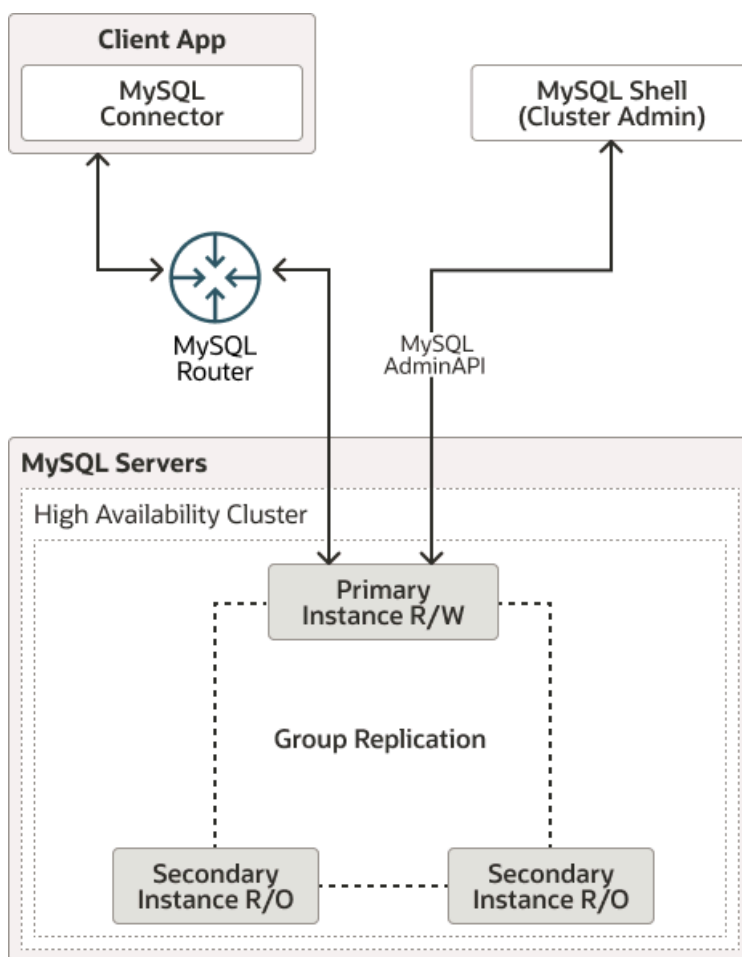 Client App
MySQL
Connector
MySQL Shell
(Cluster Admin)
MySQL
Router
MySQL
AdminAPI
MySQL Servers
High Availability Cluster
Primary
Instance R/W
Group Replication
Secondary
Instance R/O
Secondary
Instance R/O